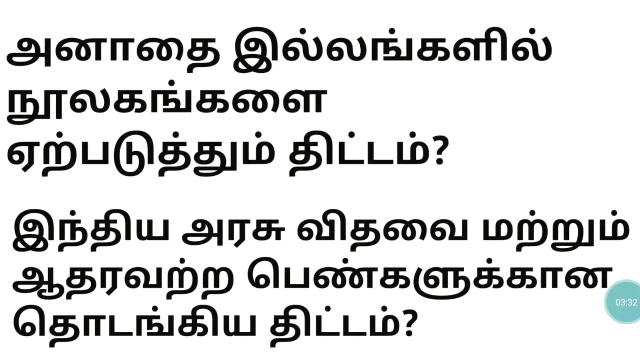 அனாதை இல்லங்களில்
நூலகங்களை
ஏற்படுத்தும் திட்டம்?
இந்திய அரசு விதவை மற்றும்
ஆதரவற்ற பெண்களுக்கான
தொடங்கிய திட்டம்?
03:32